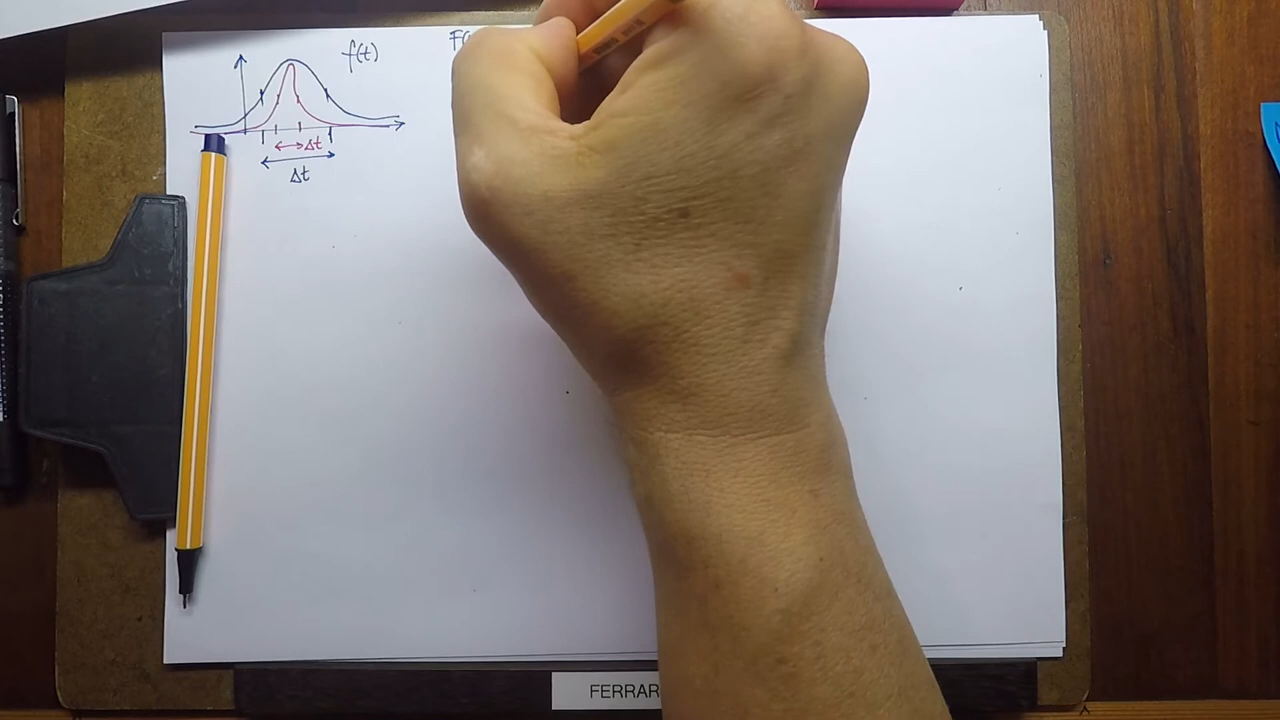 f(t)
F(
Δt
Δt
FERRAR